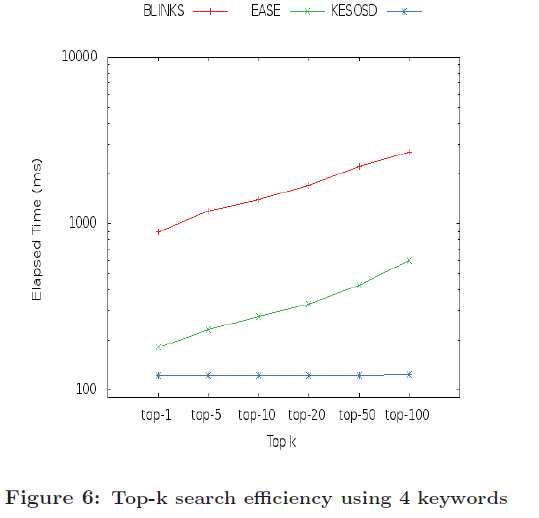 BLINKS EASE KESOSD
10000
1000
100
Elapsed Time (ms)
top-1 top-5 top-10 top-20 top-50 top-100
Top k
Figure 6: Top-k search efficiency using 4 keywords